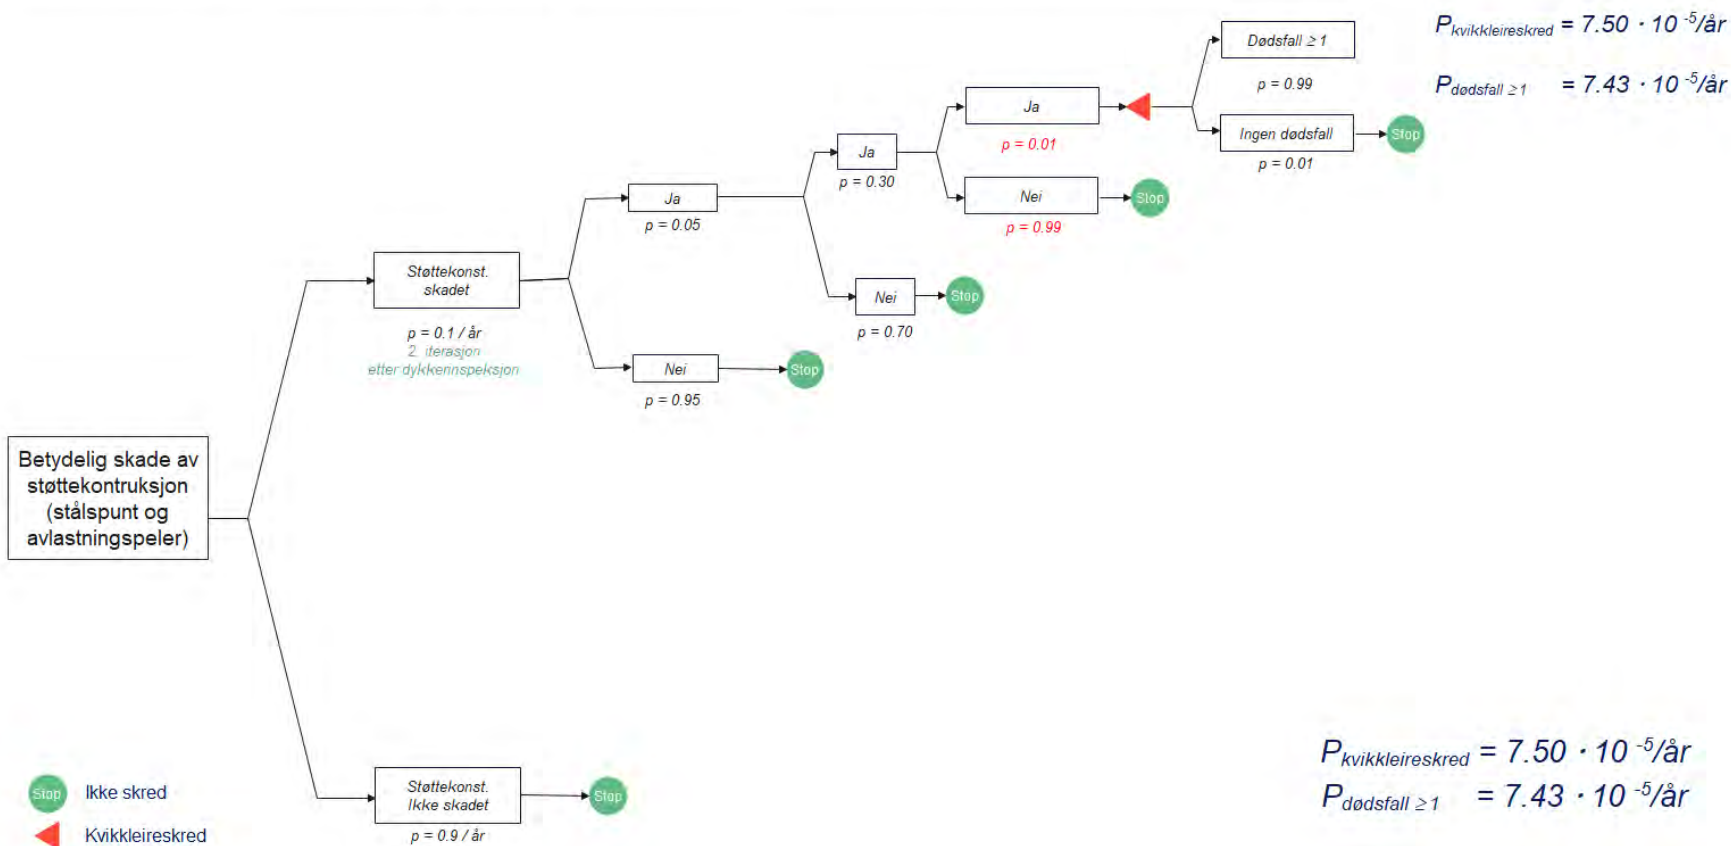 P kvikkleireskred = 7.50 · 10 -5/år
P dødsfall ≥ 1 = 7.43 · 10 -5/år
Dødsfall ≥ 1
p = 0.99
Ingen dødsfall
p = 0.01
Stop
Ja
p = 0.01
Nei
p = 0.99
Stop
Ja
p = 0.30
Nei
p = 0.70
Stop
Ja
p = 0.05
Nei
p = 0.95
Stop
Støttekonst.
skadet
p = 0.1 / år
2. iterasjon
etter dykkennspeksjon
Betydelig skade av
støttekontruksjon
(stålspunt og
avlastningspeler)
Støttekonst.
Ikke skadet
p = 0.9 / år
Stop
Stop Ikke skred
Kvikkleireskred
P kvikkleireskred = 7.50 · 10 -5/år
P dødsfall ≥ 1 = 7.43 · 10 -5/år